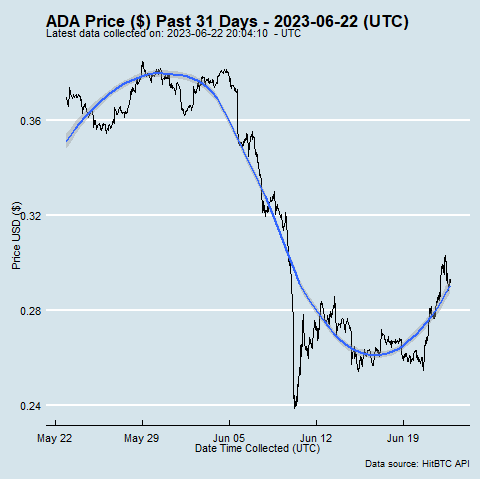 ADA Price ($) Past 31 Days - 2023-06-22 (UTC)
Latest data collected on: 2023-06-22 20:04:10 - UTC
0.36
0.32
0.28
0.24
Price USD ($)
May 22
May 29
Jun 05
Jun 12
Jun 19
Date Time Collected (UTC)
Data source: HitBTC API